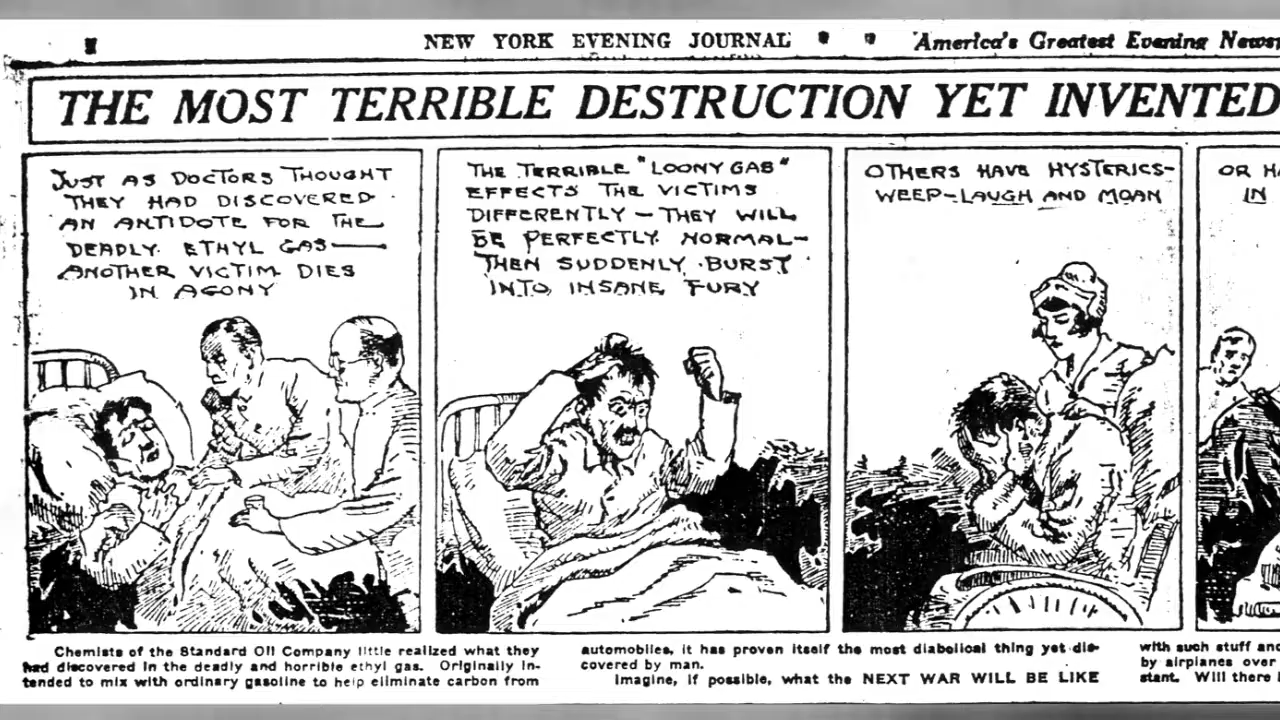 NEW YORK EVENING JOURNAL
"America's Greatest Evening
THE MOST TERRIBLE DESTRUCTION YET INVENTED
JUST AS DOCTORS THOUGHT
THEY HAD DISCOVERED
AN ANTIDOTE FOR THE
DEADLY ETHYL GAS—
ANOTHER VICTIM DIES
IN AGONY
THE TERRIBLE "LOONY GAS"
EFFECTS THE VICTIMS
DIFFERENTLY – THEY WILL
BE PERFECTLY NORMAL–
THEN SUDDENLY BURST
INTO INSANE FURY
OTHERS HAVE HYSTERICS–
WEEP–LAUGH AND MOAN
OR
IN
Chemists of the Standard Oil Company little realized what they
had discovered in the deadly and horrible ethyl gas. Originally in-
tended to mix with ordinary gasoline to help eliminate carbon from
automobiles, it has proven itself the most diabolical thing yet dis-
covered by man.
Imagine, if possible, what the NEXT WAR WILL BE LIKE
with such stuff and
by airplanes over
stant. Will there